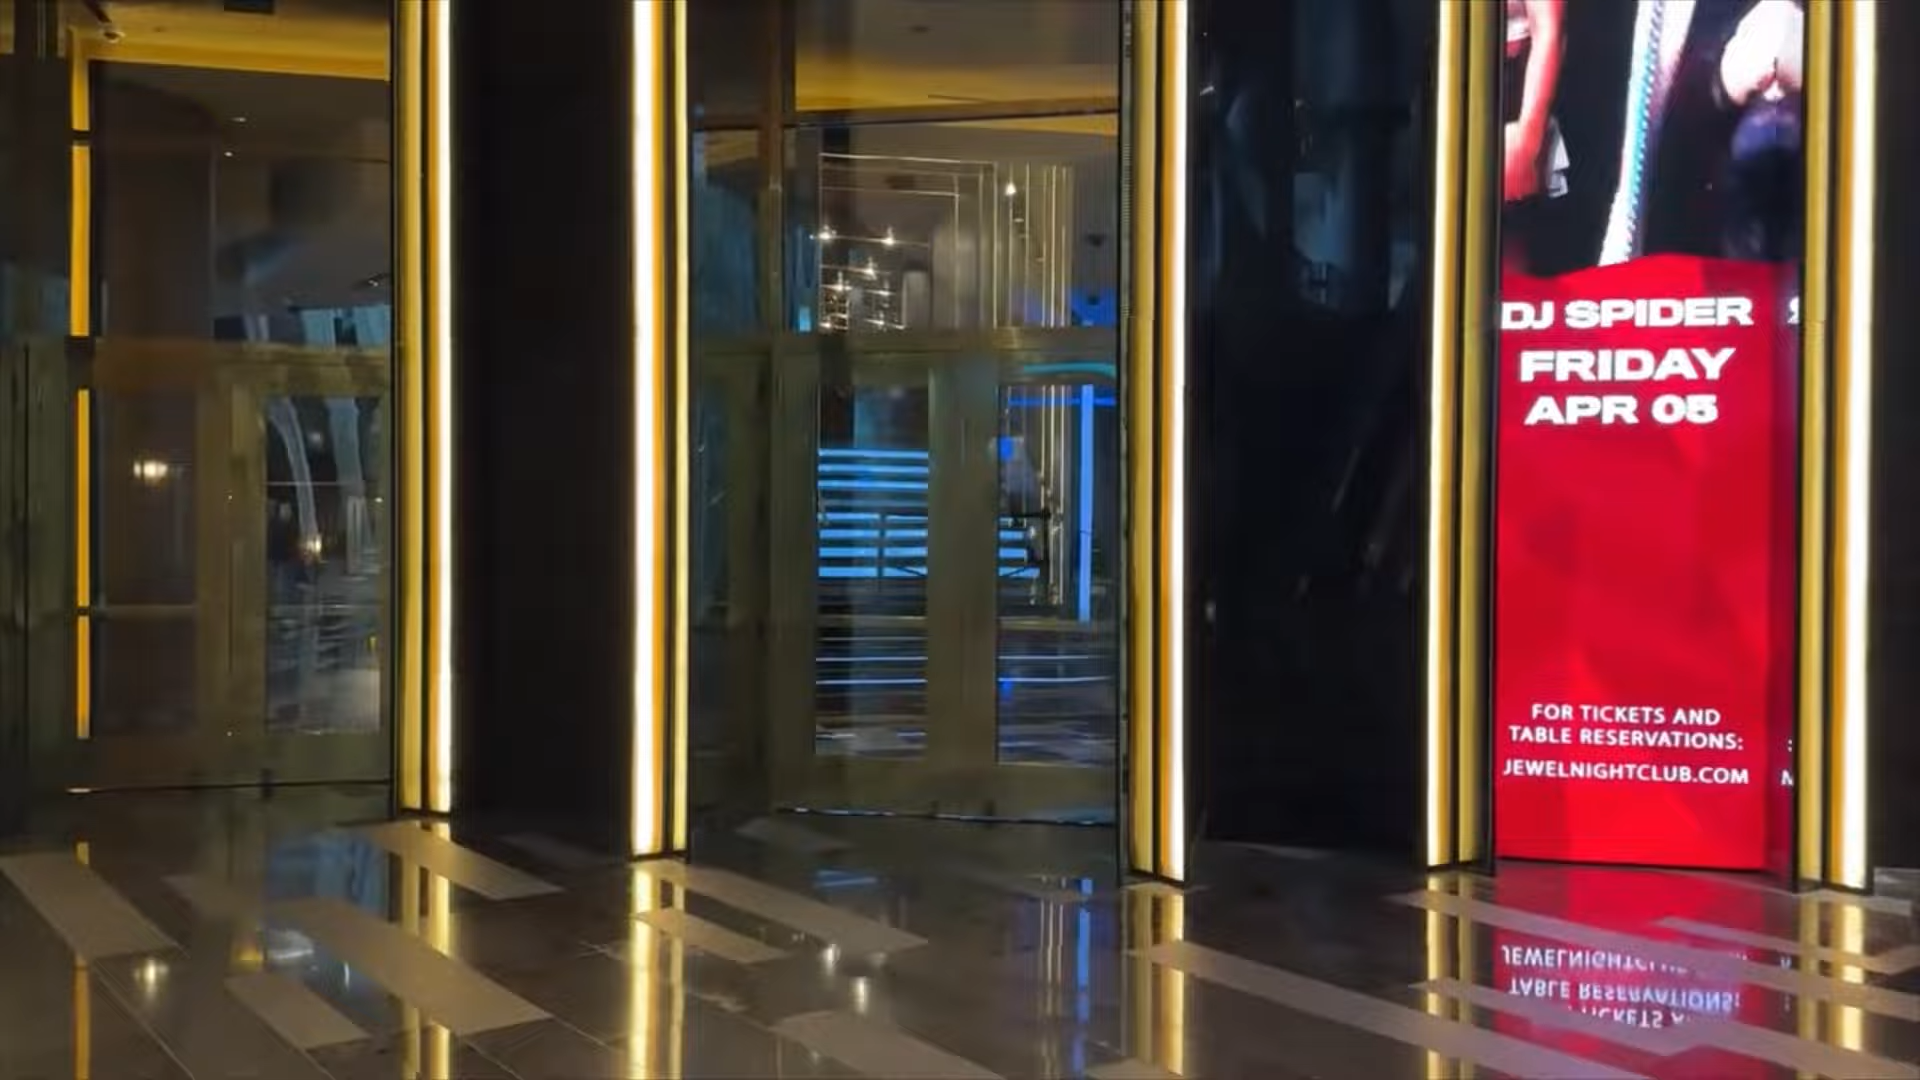 DJ SPIDER
FRIDAY
APR 05
FOR TICKETS AND
TABLE RESERVATIONS:
JEWELNIGHTCLUB.COM